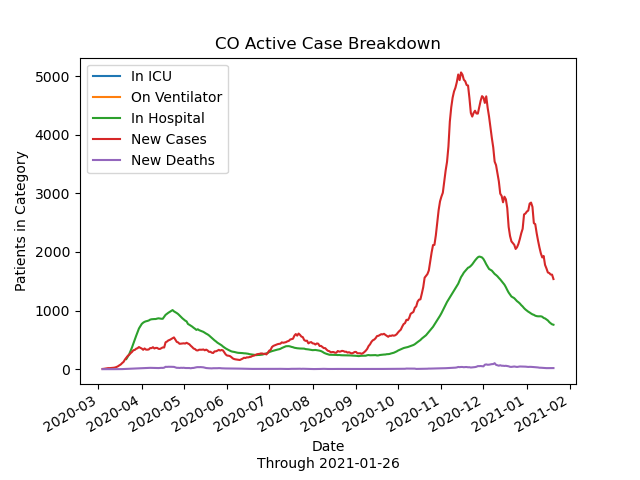 CO Active Case Breakdown
In ICU
On Ventilator
In Hospital
New Cases
New Deaths
Patients in Category
5000
4000
3000
2000
1000
0
2020-03
2020-04
2020-05
2020-06
2020-07
2020-08
2020-09
2020-10
2020-11
2020-12
2021-01
2021-02
Date
Through 2021-01-26